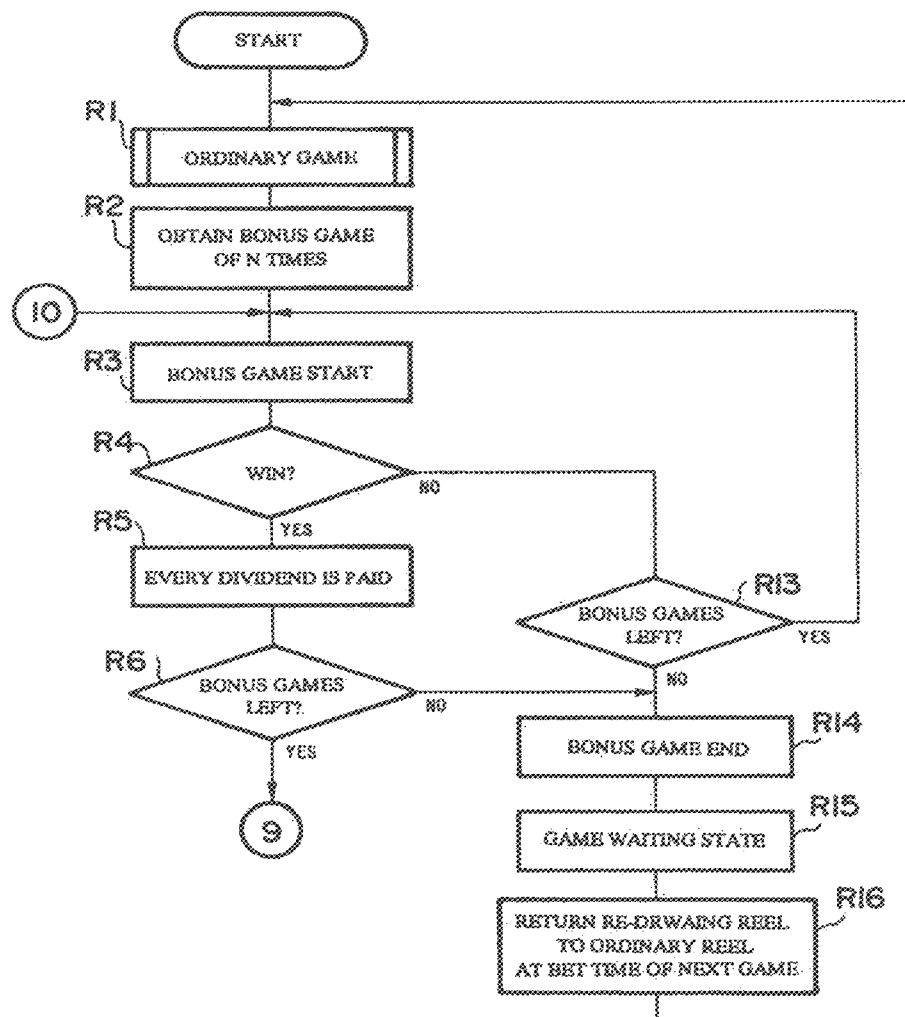 START
R1
ORDINARY GAME
R2
OBTAIN BONUS GAME
OF N TIMES
10
R3
BONUS GAME START
R4
WIN?
NO
YES
R5
EVERY DIVIDEND IS PAID
R13
BONUS GAMES
LEFT?
YES
NO
R6
BONUS GAMES
LEFT?
NO
YES
9
R14
BONUS GAME END
R15
GAME WAITING STATE
R16
RETURN RE-DRWAING REEL
TO ORDINARY REEL
AT BET TIME OF NEXT GAME